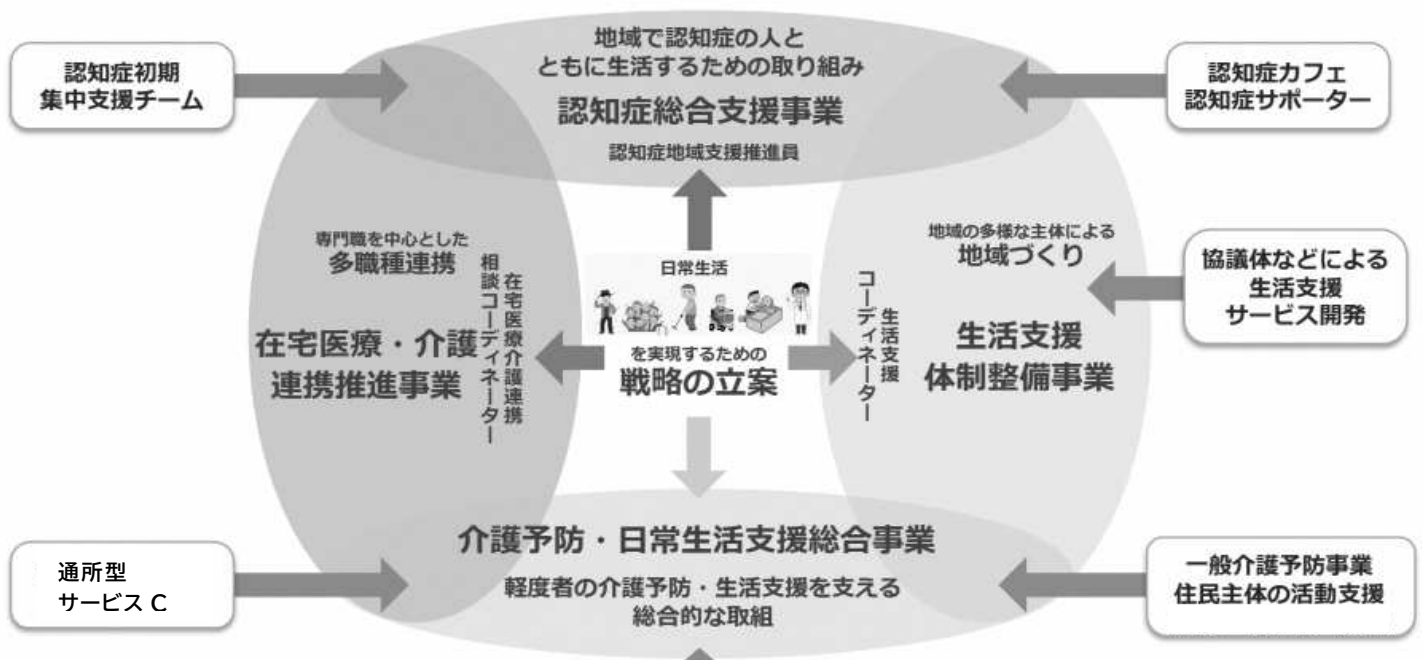 地域で認知症の人と
ともに生活するための取り組み
認知症総合支援事業
認知症地域支援推進員
認知症初期
集中支援チーム
認知症カフェ
認知症サポーター
専門職を中心とした
多職種連携
在宅医療介護連携
相談コーディネーター
在宅医療・介護
連携推進事業
日常生活
を実現するための
戦略の立案
地域の多様な主体による
地域づくり
生活支援
コーディネーター
生活支援
体制整備事業
協議体などによる
生活支援
サービス開発
介護予防・日常生活支援総合事業
軽度者の介護予防・生活支援を支える
総合的な取組
通所型
サービス C
一般介護予防事業
住民主体の活動支援